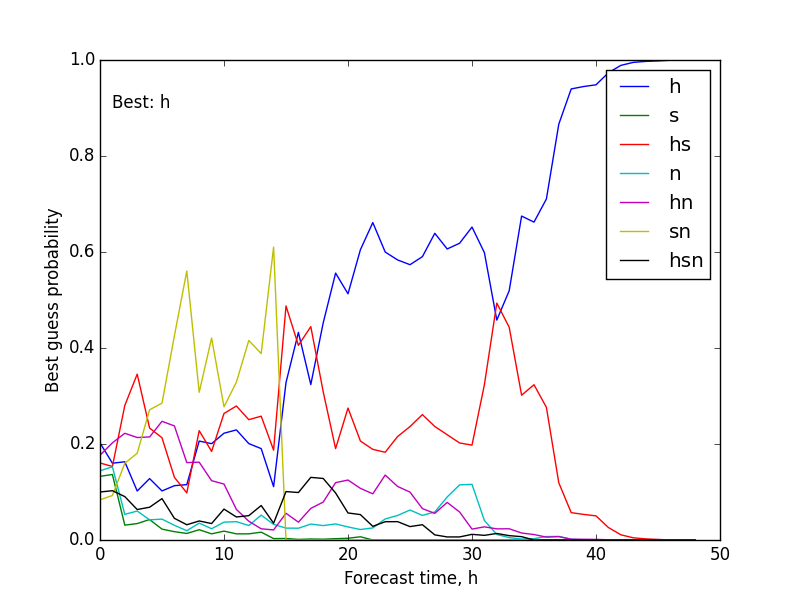 1.0
0.8
0.6
0.4
0.2
0.0
Best guess probability
Best: h
h
s
hs
n
hn
sn
hsn
0 10 20 30 40 50
Forecast time, h